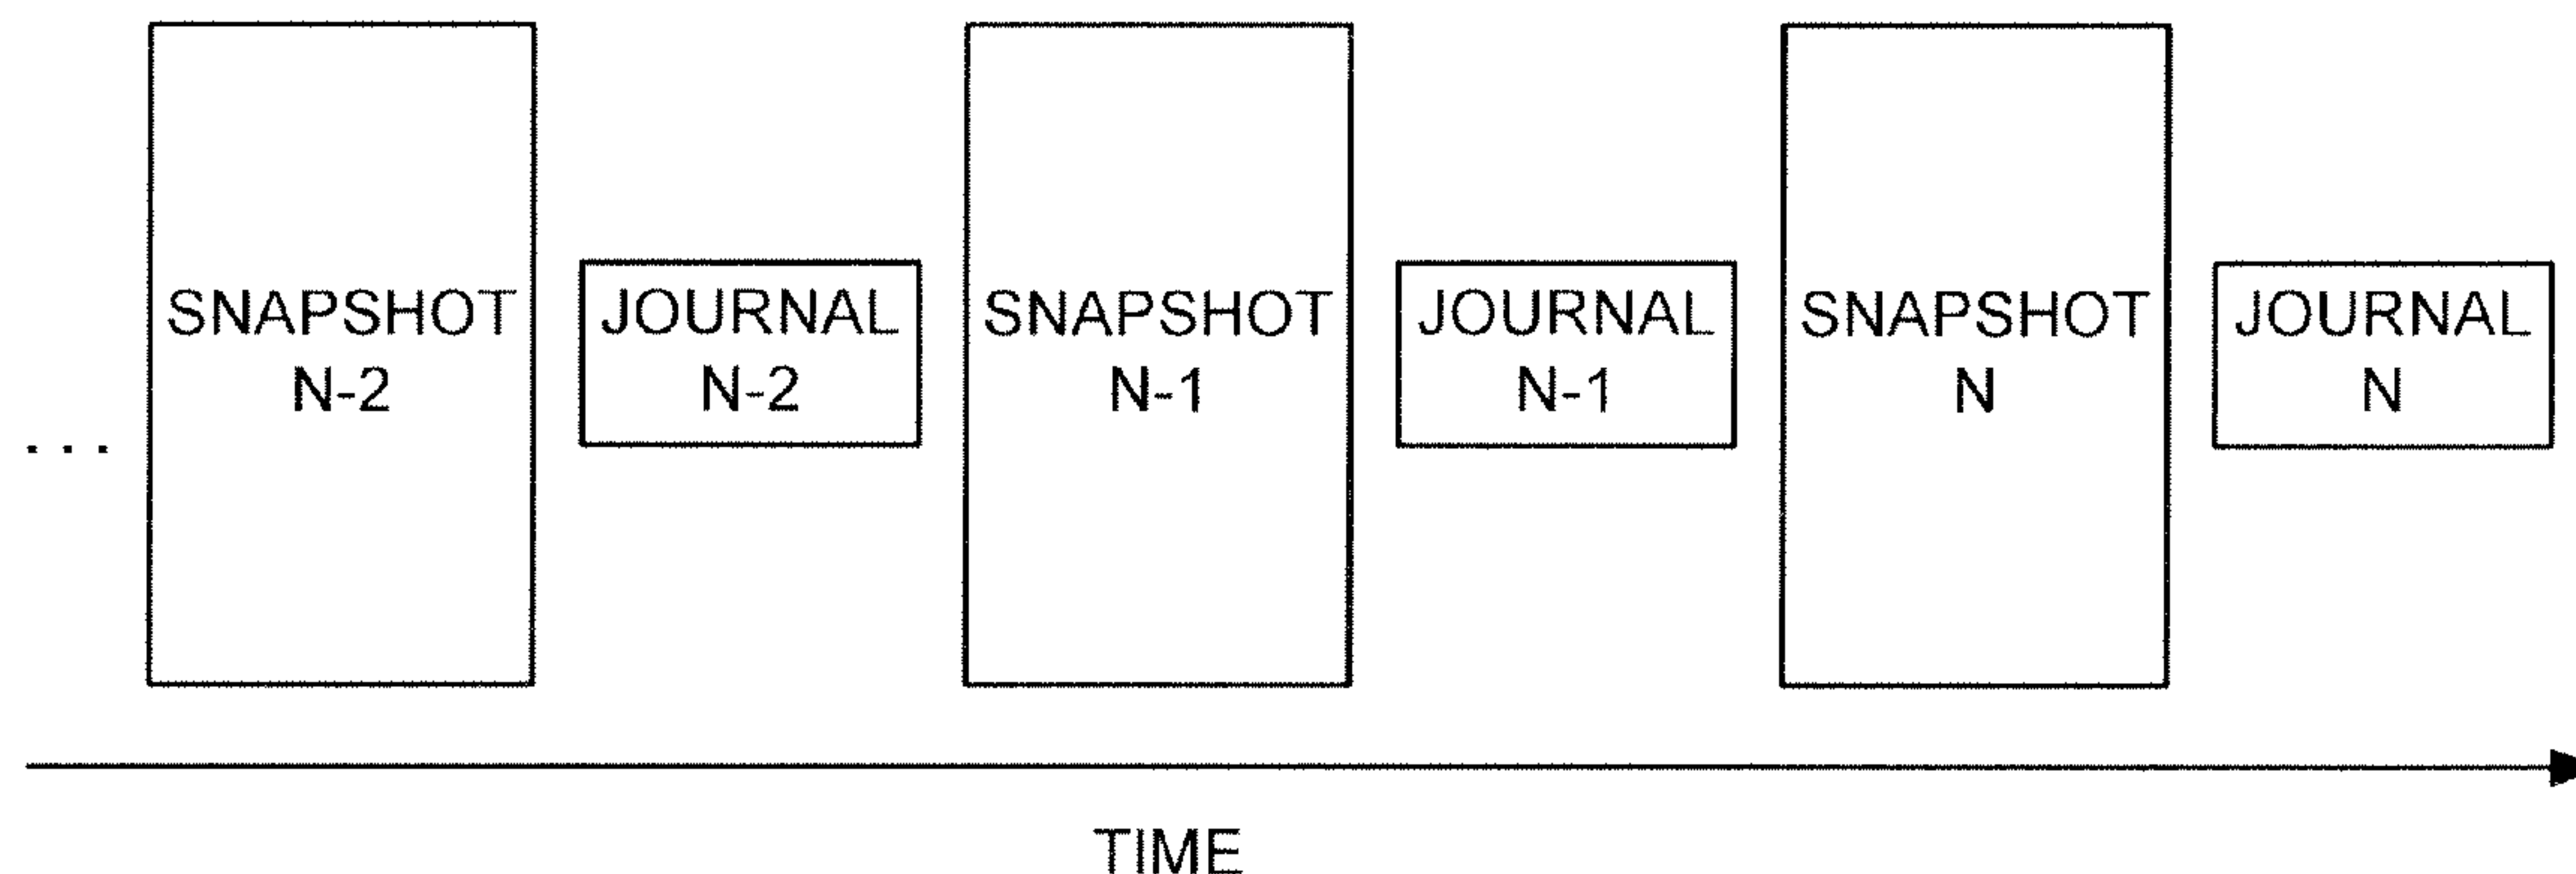 SNAPSHOT
N-2
JOURNAL
N-2
SNAPSHOT
N-1
JOURNAL
N-1
SNAPSHOT
N
JOURNAL
N
. . .
TIME